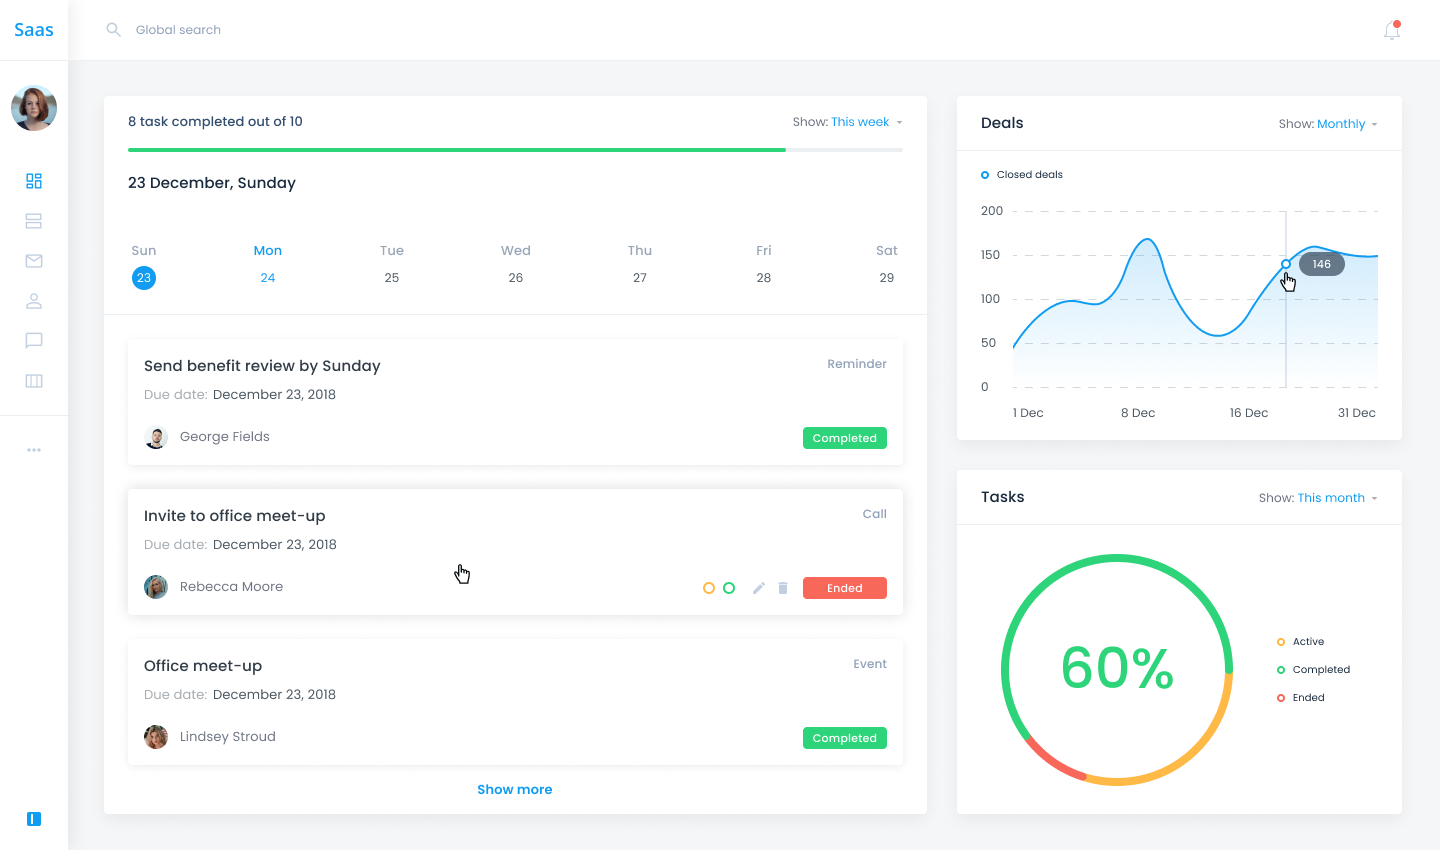 Saas
Global search
8 task completed out of 10
Show: This week
23 December, Sunday
Sun Mon Tue Wed Thu Fri Sat
23 24 25 26 27 28 29
Send benefit review by Sunday
Reminder
Due date: December 23, 2018
George Fields
Completed
Invite to office meet-up
Call
Due date: December 23, 2018
Rebecca Moore
Ended
Office meet-up
Event
Due date: December 23, 2018
Lindsey Stroud
Completed
Show more
Deals
Show: Monthly
Closed deals
200
150
146
100
50
0
1 Dec 8 Dec 16 Dec 31 Dec
Tasks
Show: This month
60%
Active
Completed
Ended